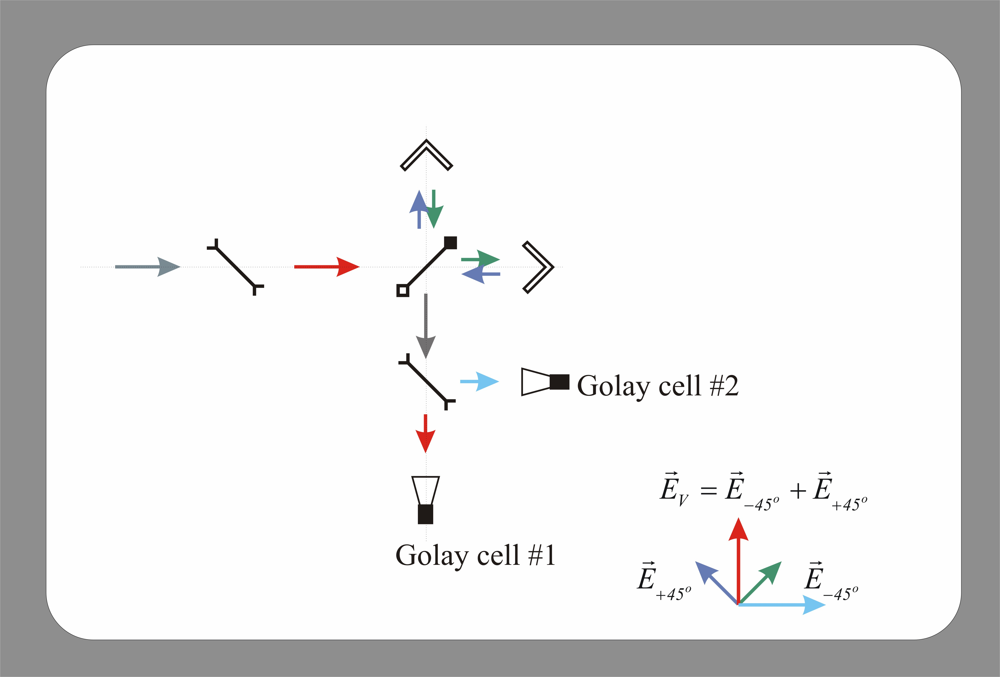 Golay cell #2
E⃗_V = E⃗_−45° + E⃗_+45°
Golay cell #1
E⃗_+45°
E⃗_−45°